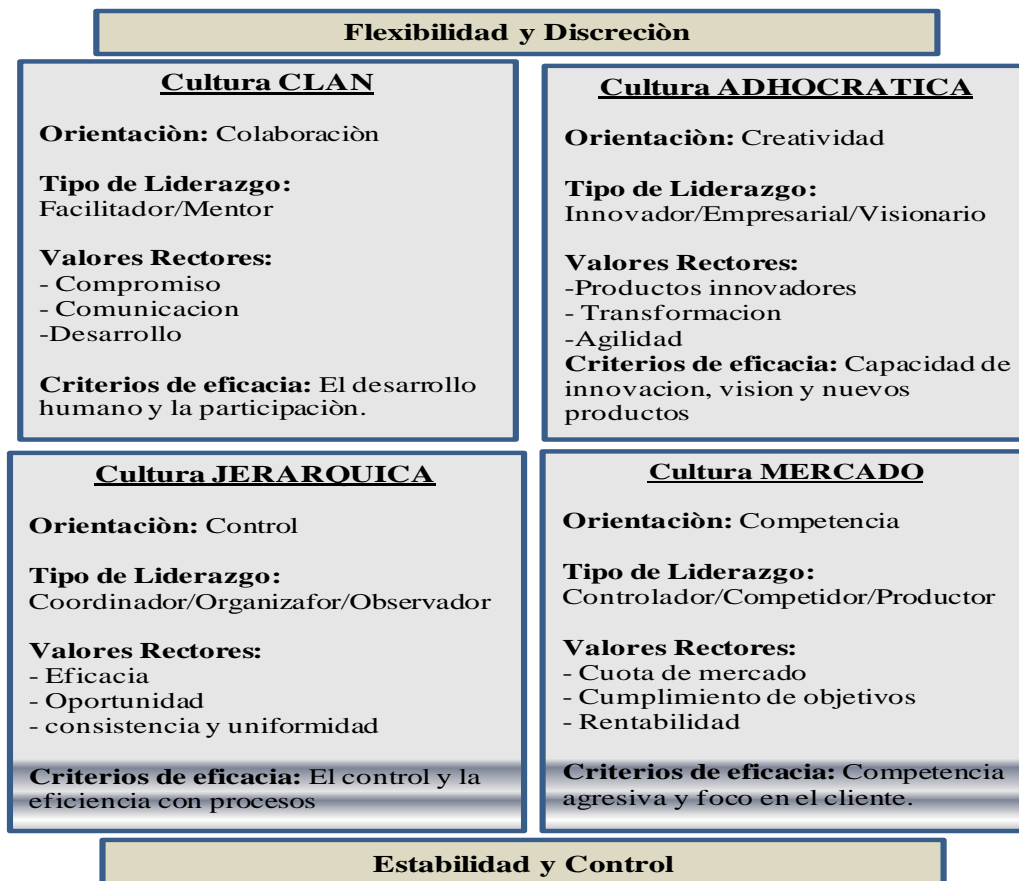 Flexibilidad y Discreciòn
Cultura CLAN
Orientaciòn: Colaboraciòn
Tipo de Liderazgo:
Facilitador/Mentor
Valores Rectores:
- Compromiso
- Comunicacion
-Desarrollo
Criterios de eficacia: El desarrollo
humano y la participaciòn.
Cultura ADHOCRATICA
Orientaciòn: Creatividad
Tipo de Liderazgo:
Innovador/Empresarial/Visionario
Valores Rectores:
-Productos innovadores
- Transformacion
-Agilidad
Criterios de eficacia: Capacidad de
innovacion, vision y nuevos
productos
Cultura JERARQUICA
Orientaciòn: Control
Tipo de Liderazgo:
Coordinador/Organizafor/Observador
Valores Rectores:
- Eficacia
- Oportunidad
- consistencia y uniformidad
Criterios de eficacia: El control y la
eficiencia con procesos
Cultura MERCADO
Orientaciòn: Competencia
Tipo de Liderazgo:
Controlador/Competidor/Productor
Valores Rectores:
- Cuota de mercado
- Cumplimiento de objetivos
- Rentabilidad
Criterios de eficacia: Competencia
agresiva y foco en el cliente.
Estabilidad y Control